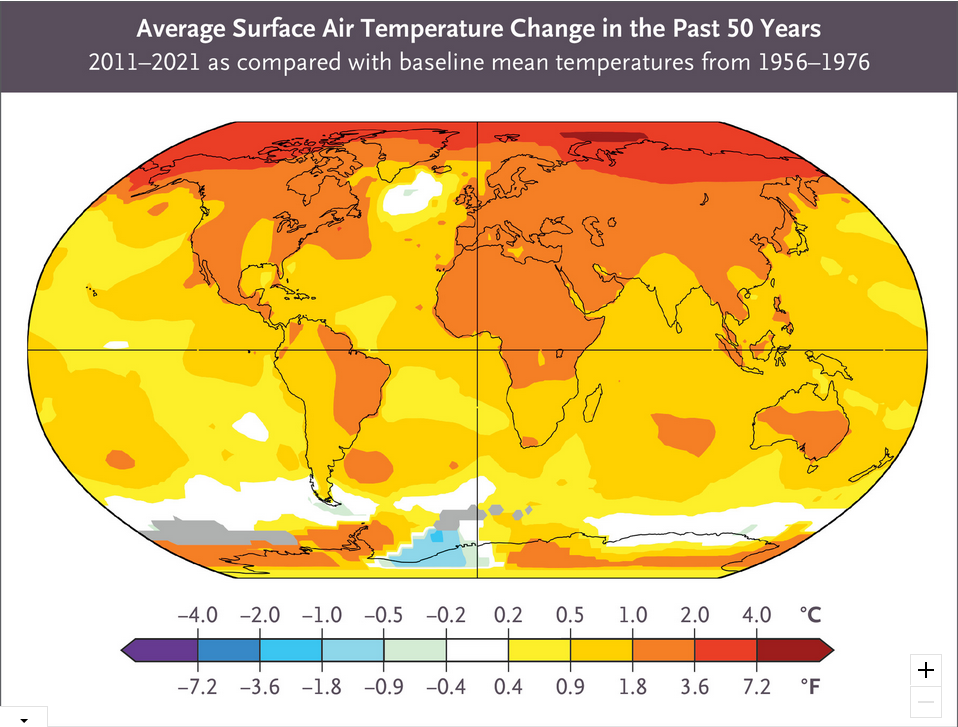 Average Surface Air Temperature Change in the Past 50 Years
2011–2021 as compared with baseline mean temperatures from 1956–1976
–4.0 –2.0 –1.0 –0.5 –0.2 0.2 0.5 1.0 2.0 4.0 °C
–7.2 –3.6 –1.8 –0.9 –0.4 0.4 0.9 1.8 3.6 7.2 °F